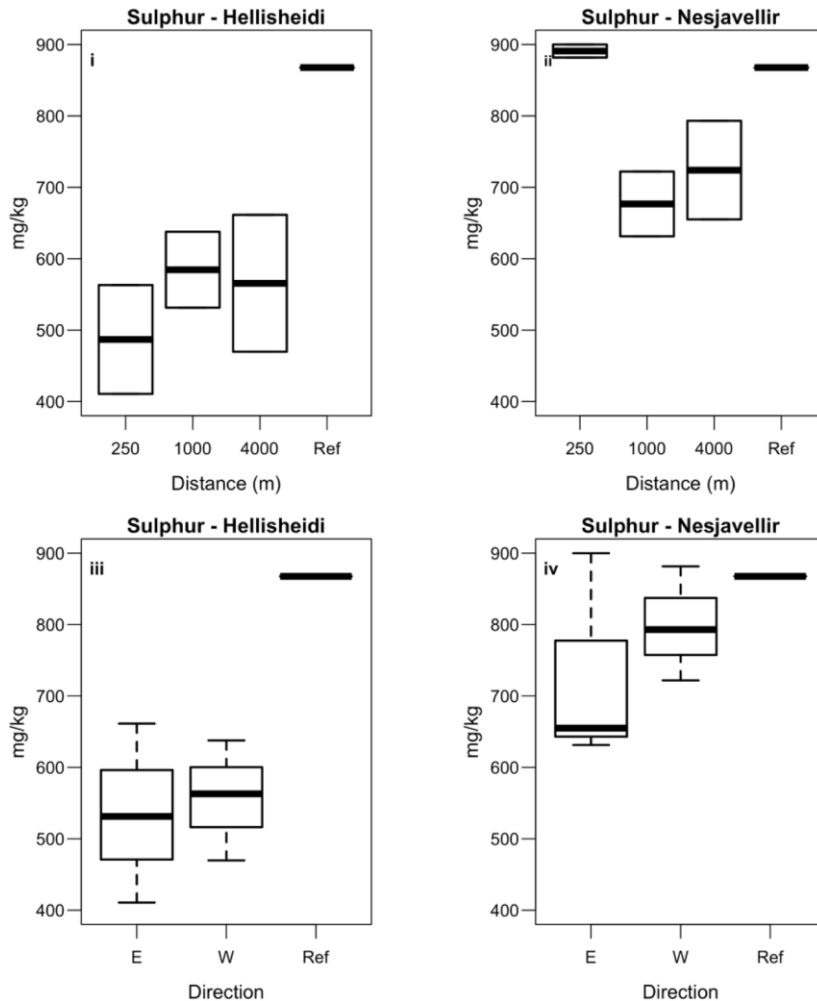 Sulphur - Hellisheidi
i
900
800
700
600
500
400
mg/kg
250 1000 4000 Ref
Distance (m)
Sulphur - Nesjavellir
ii
900
800
700
600
500
400
mg/kg
250 1000 4000 Ref
Distance (m)
Sulphur - Hellisheidi
iii
900
800
700
600
500
400
mg/kg
E W Ref
Direction
Sulphur - Nesjavellir
iv
900
800
700
600
500
400
mg/kg
E W Ref
Direction